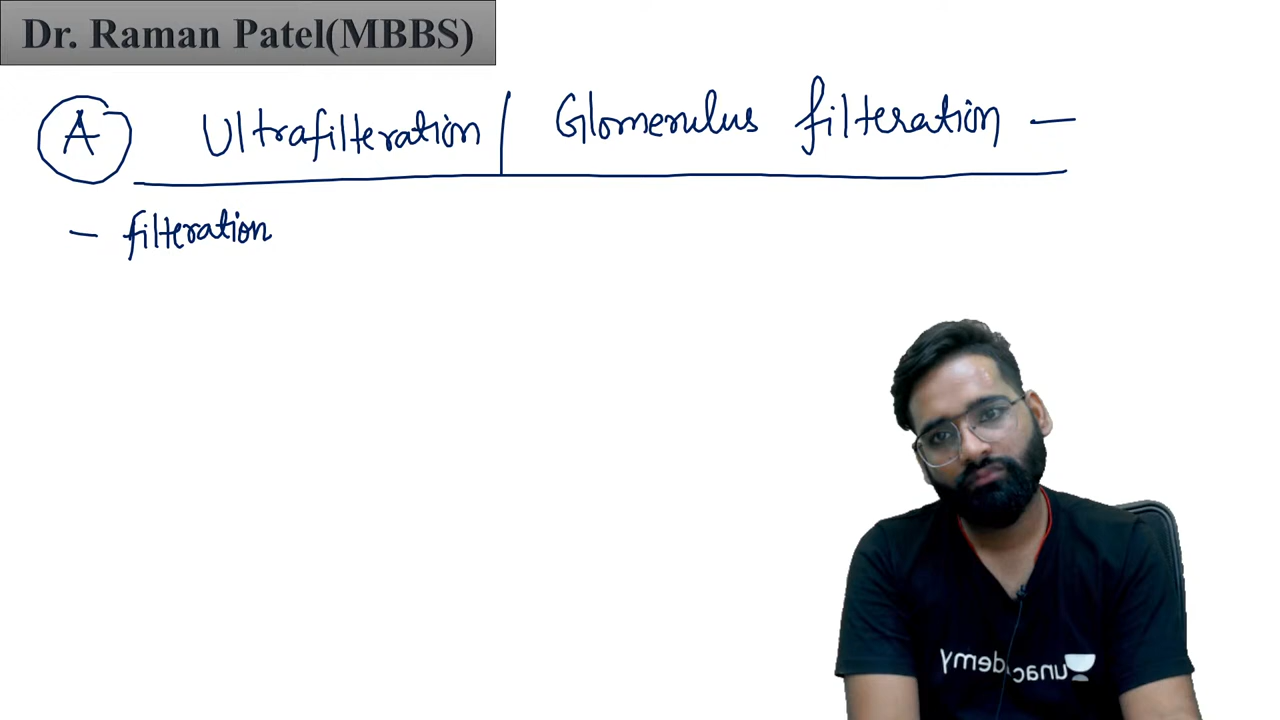 Dr. Raman Patel(MBBS)
A Ultrafilteration | Glomerulus filteration —
— filteration
unacademy